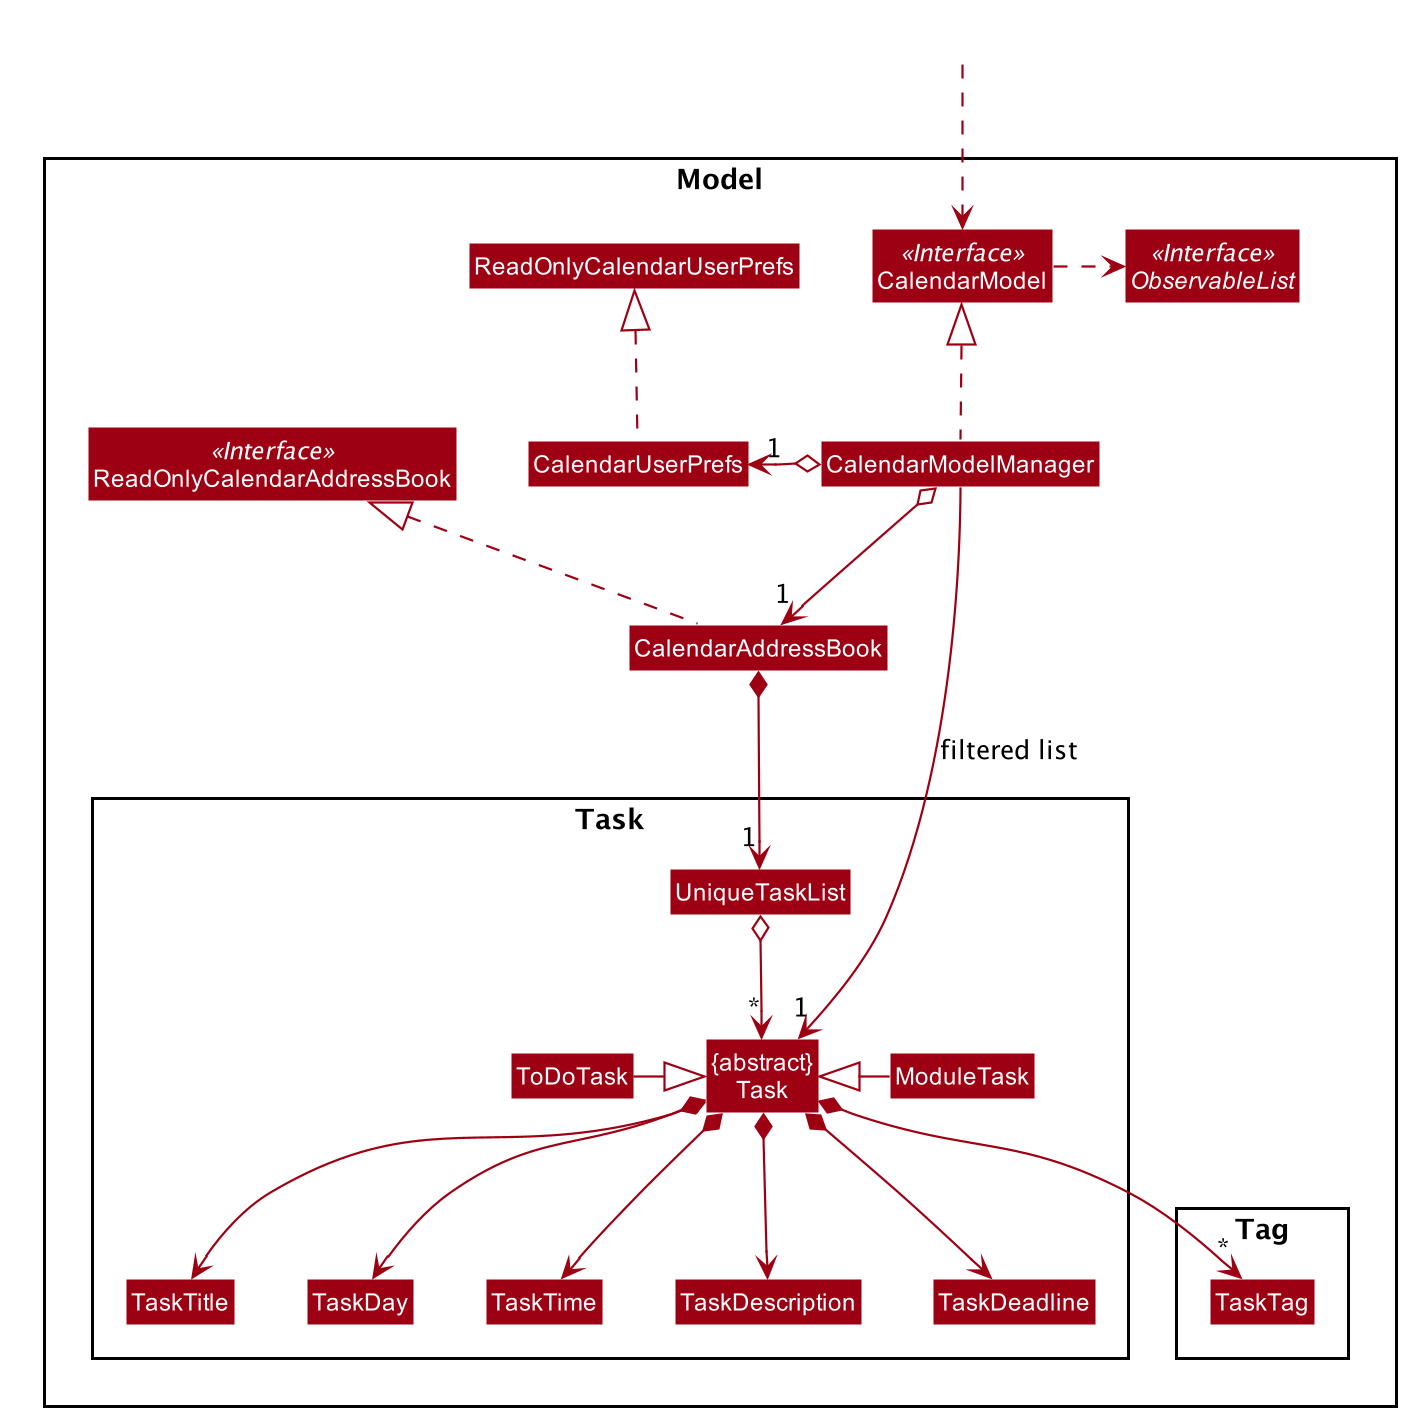 Model
ReadOnlyCalendarUserPrefs
«Interface»
CalendarModel
«Interface»
ObservableList
«Interface»
ReadOnlyCalendarAddressBook
CalendarUserPrefs
1
CalendarModelManager
1
CalendarAddressBook
filtered list
Task
1
UniqueTaskList
*
1
ToDoTask
{abstract}
Task
ModuleTask
Tag
*
TaskTitle
TaskDay
TaskTime
TaskDescription
TaskDeadline
TaskTag